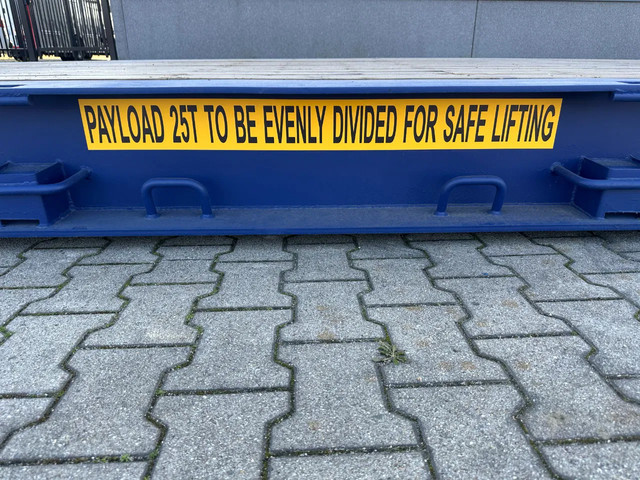 PAYLOAD 25T TO BE EVENLY DIVIDED FOR SAFE LIFTING